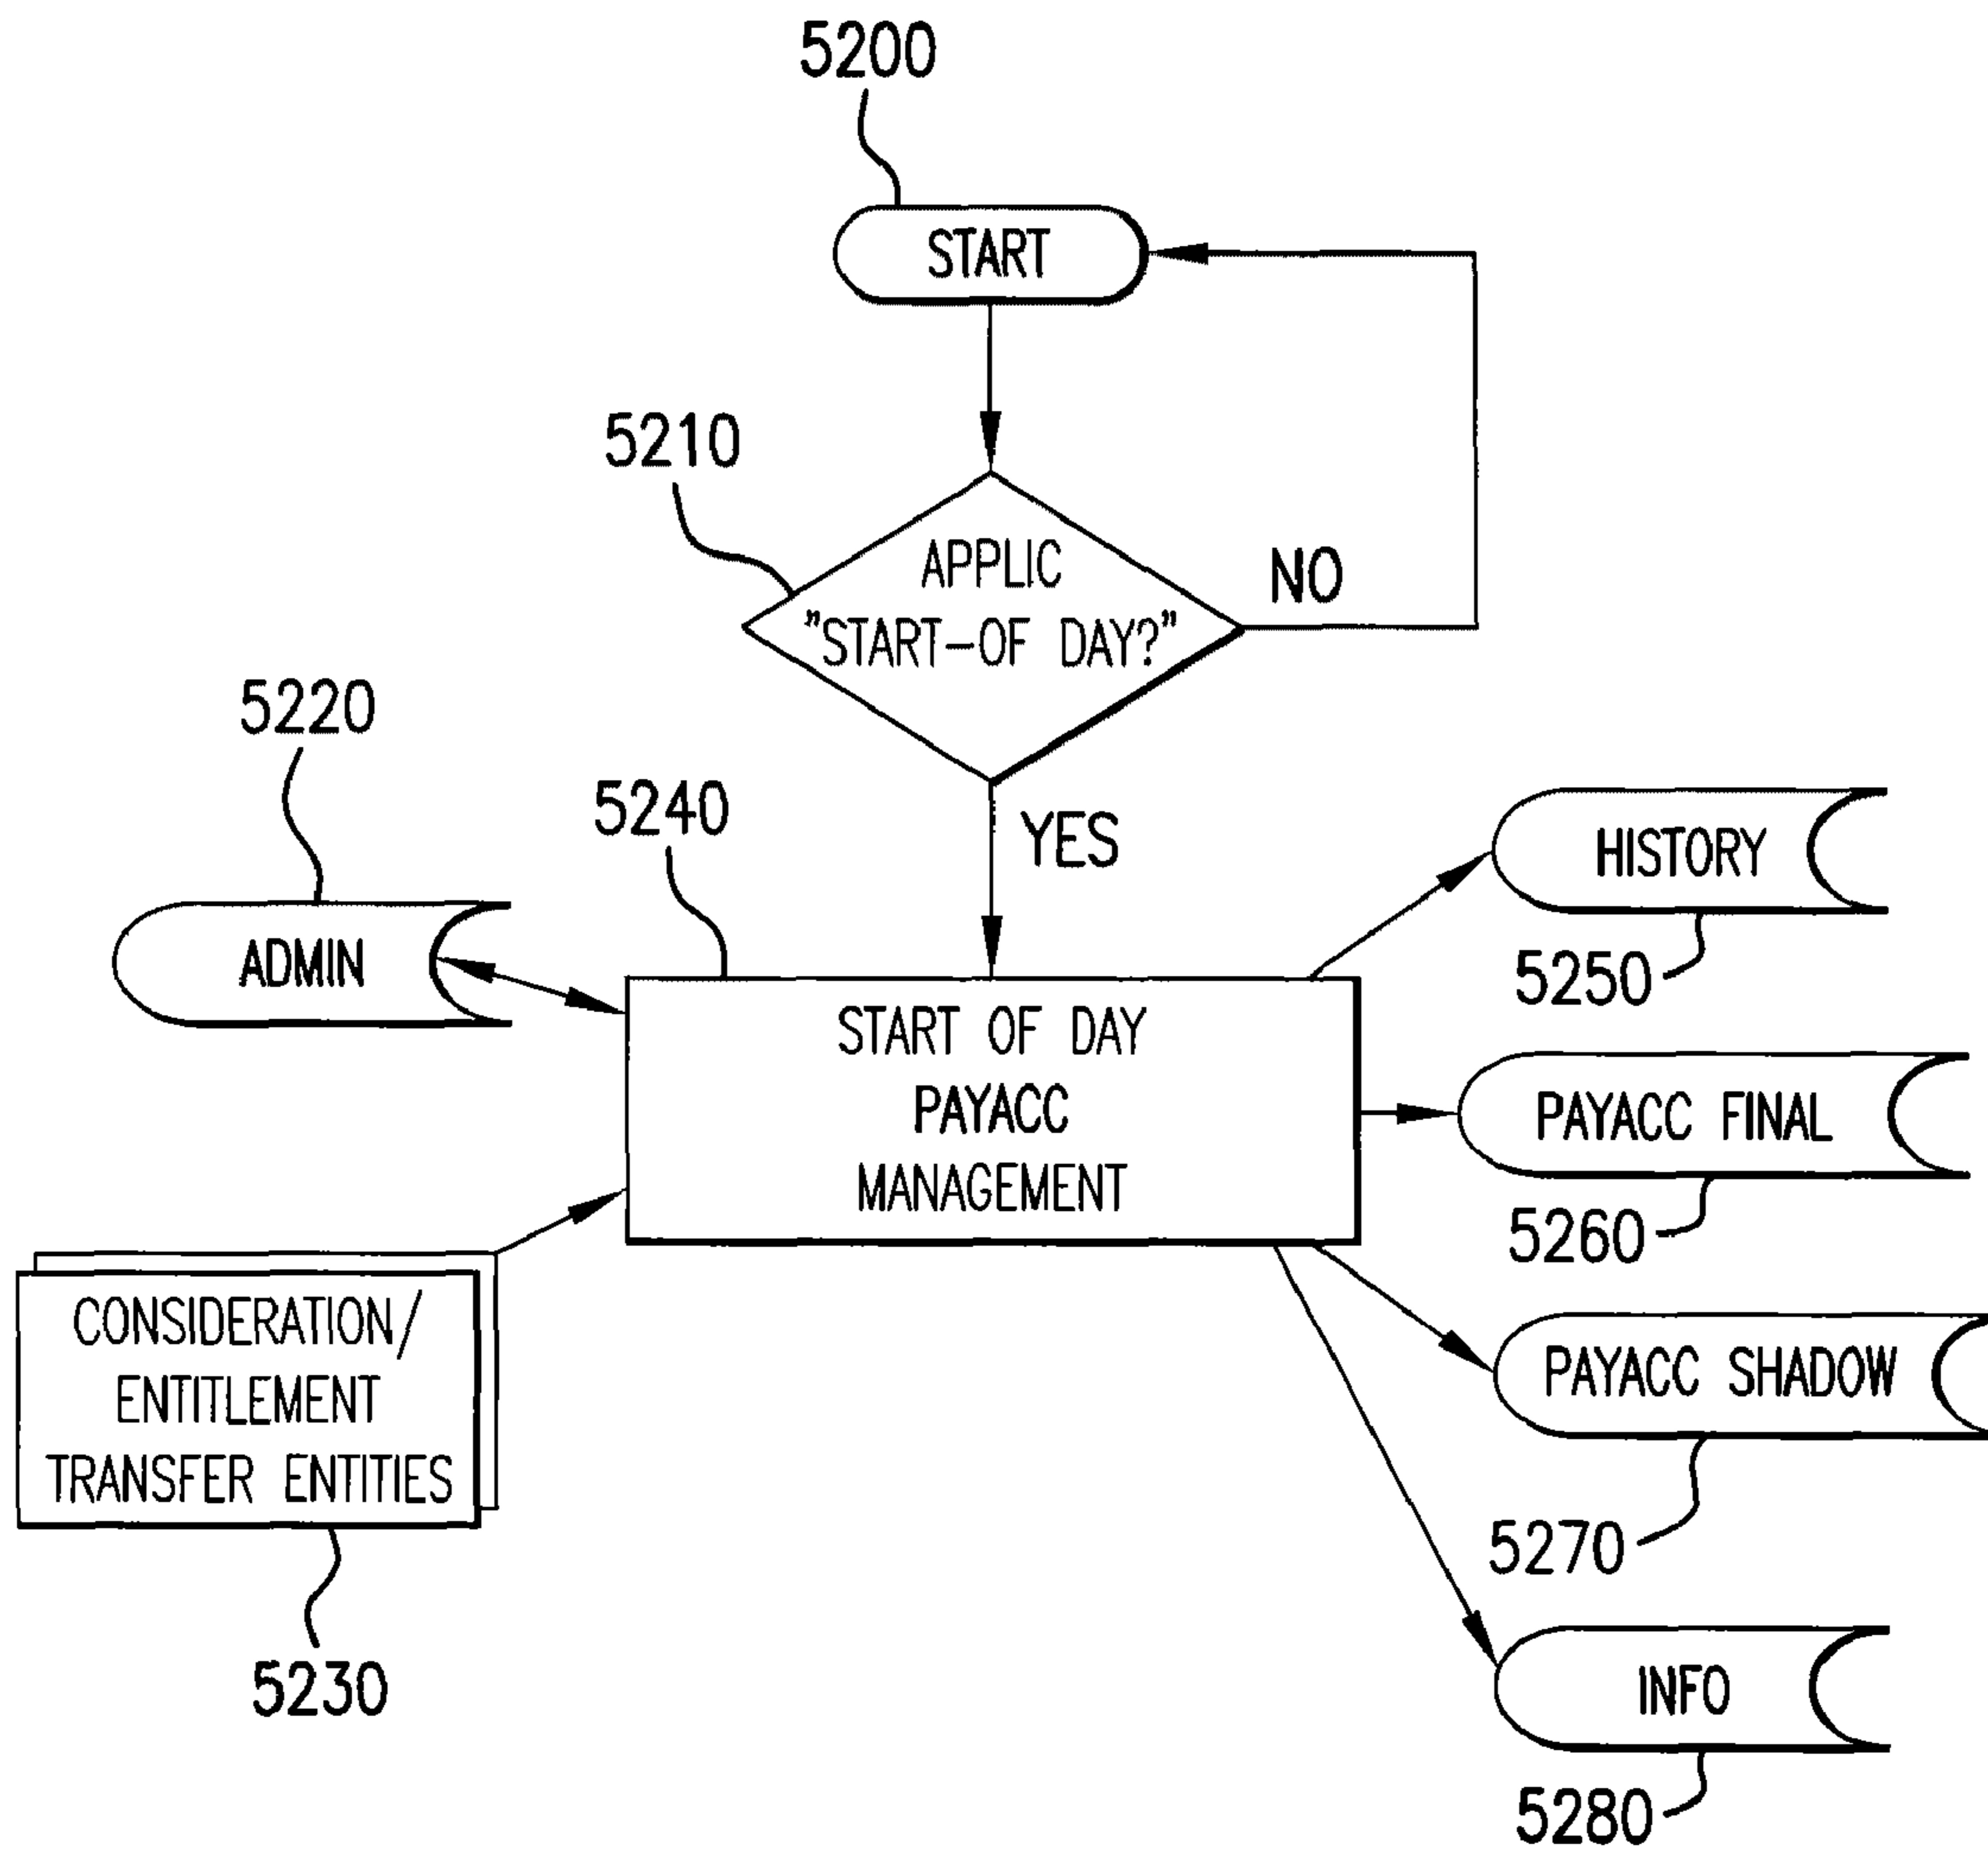 5200
START
5210
APPLIC
"START-OF DAY?"
NO
5220
5240
YES
HISTORY
ADMIN
5250
START OF DAY
PAYACC
MANAGEMENT
PAYACC FINAL
5260
CONSIDERATION/
ENTITLEMENT
TRANSFER ENTITIES
PAYACC SHADOW
5270
5230
INFO
5280